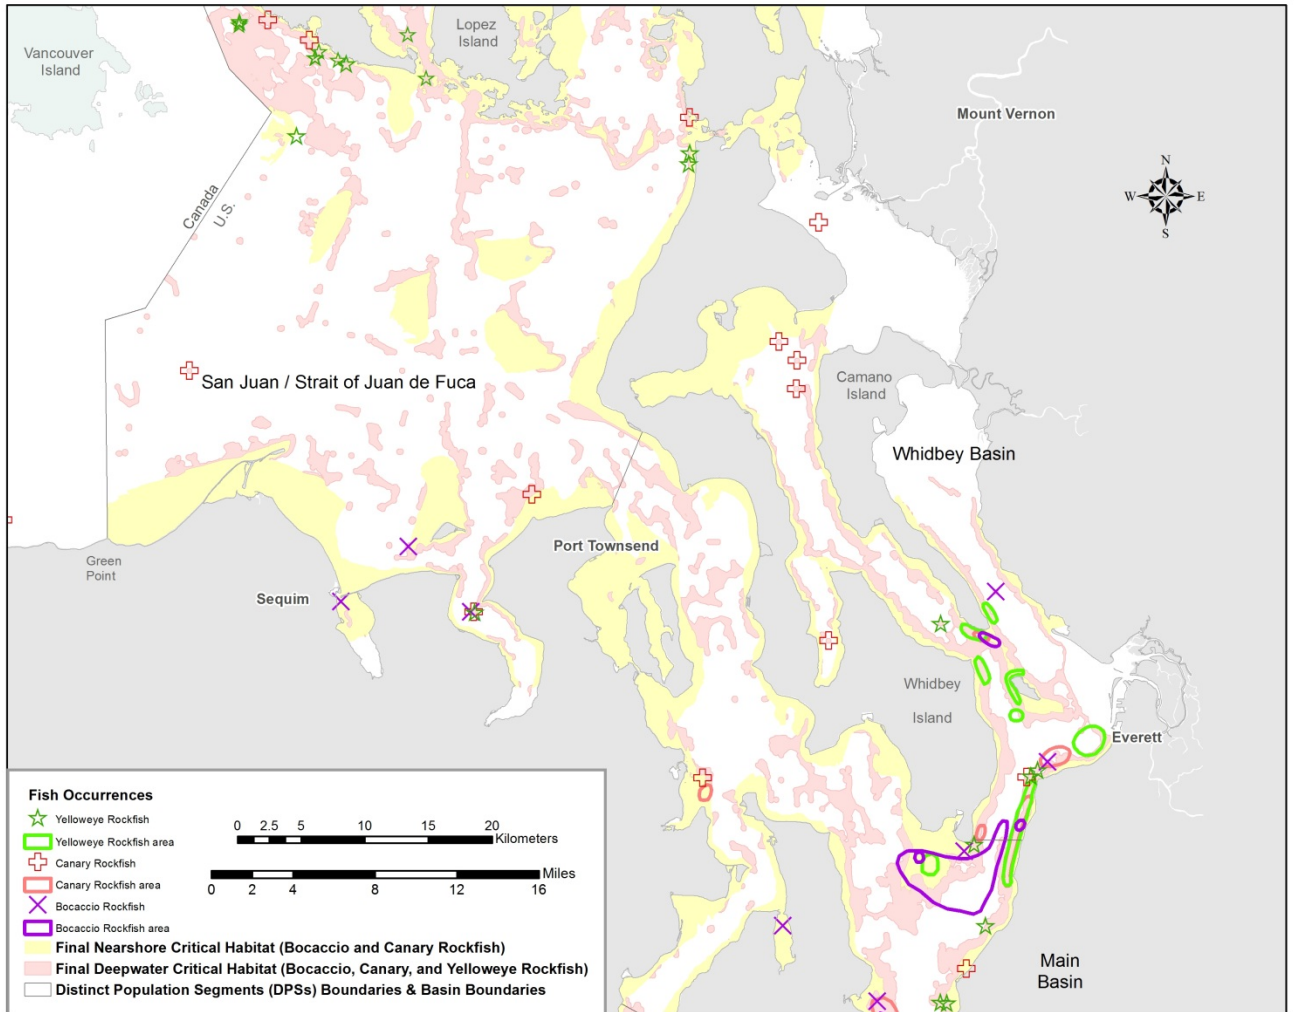 Lopez
Island
Vancouver
Island
Mount Vernon
N
W
E
S
Canada
U.S.
San Juan / Strait of Juan de Fuca
Camano
Island
Whidbey Basin
Port Townsend
Green
Point
Sequim
Whidbey
Island
Everett
Main
Basin
Fish Occurrences
Yelloweye Rockfish
Yelloweye Rockfish area
Canary Rockfish
Canary Rockfish area
Bocaccio Rockfish
Bocaccio Rockfish area
Final Nearshore Critical Habitat (Bocaccio and Canary Rockfish)
Final Deepwater Critical Habitat (Bocaccio, Canary, and Yelloweye Rockfish)
Distinct Population Segments (DPSs) Boundaries & Basin Boundaries
0 2.5 5 10 15 20
Kilometers
Miles
0 2 4 8 12 16